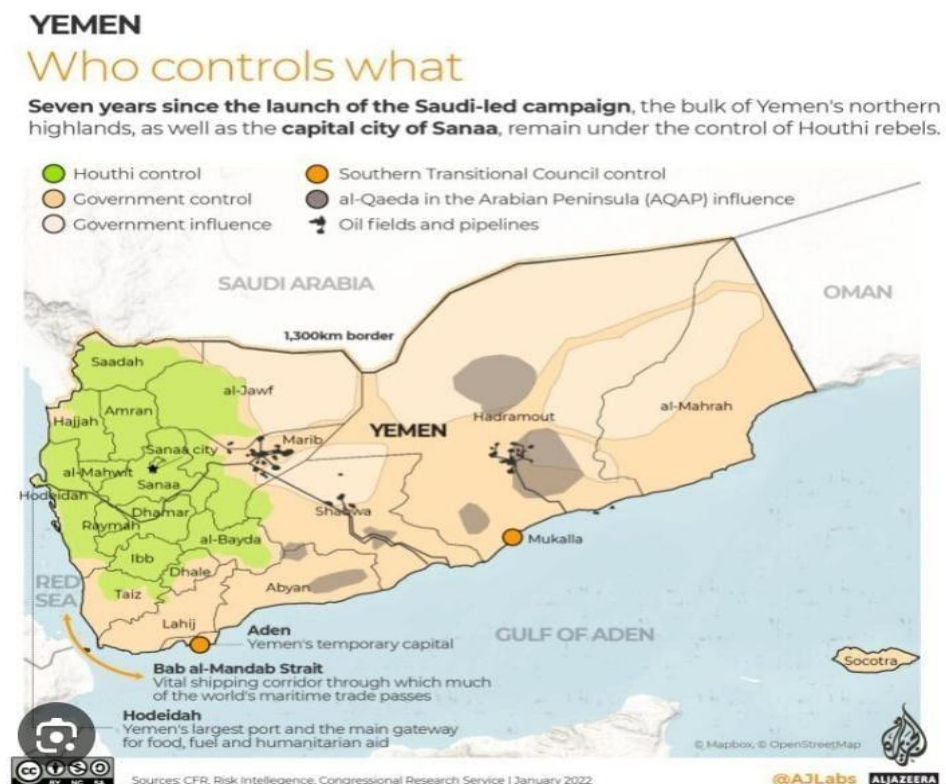 YEMEN
Who controls what
Seven years since the launch of the Saudi-led campaign, the bulk of Yemen's northern
highlands, as well as the capital city of Sanaa, remain under the control of Houthi rebels.
Houthi control
Southern Transitional Council control
Government control
al-Qaeda in the Arabian Peninsula (AQAP) influence
Government influence
Oil fields and pipelines
SAUDI ARABIA
OMAN
1,300km border
Saadah
al-Jawf
Amran
Hajjah
al-Mahrah
Hadramout
YEMEN
Sanaa city
Marib
al-Mahwit
Sanaa
Hodeidah
Dhamar
Shabwa
Raymah
al-Bayda
Mukalla
Ibb
Dhale
RED
SEA
Taiz
Abyan
Lahij
Aden
Yemen's temporary capital
GULF OF ADEN
Socotra
Bab al-Mandab Strait
Vital shipping corridor through which much
of the world's maritime trade passes
Hodeidah
Yemen's largest port and the main gateway
for food, fuel and humanitarian aid
© Mapbox, © OpenStreetMap
cc
BY NC SA
Sources: CFR, Risk Intellegence, Congressional Research Service | January 2022
@AJLabs
ALJAZEERA